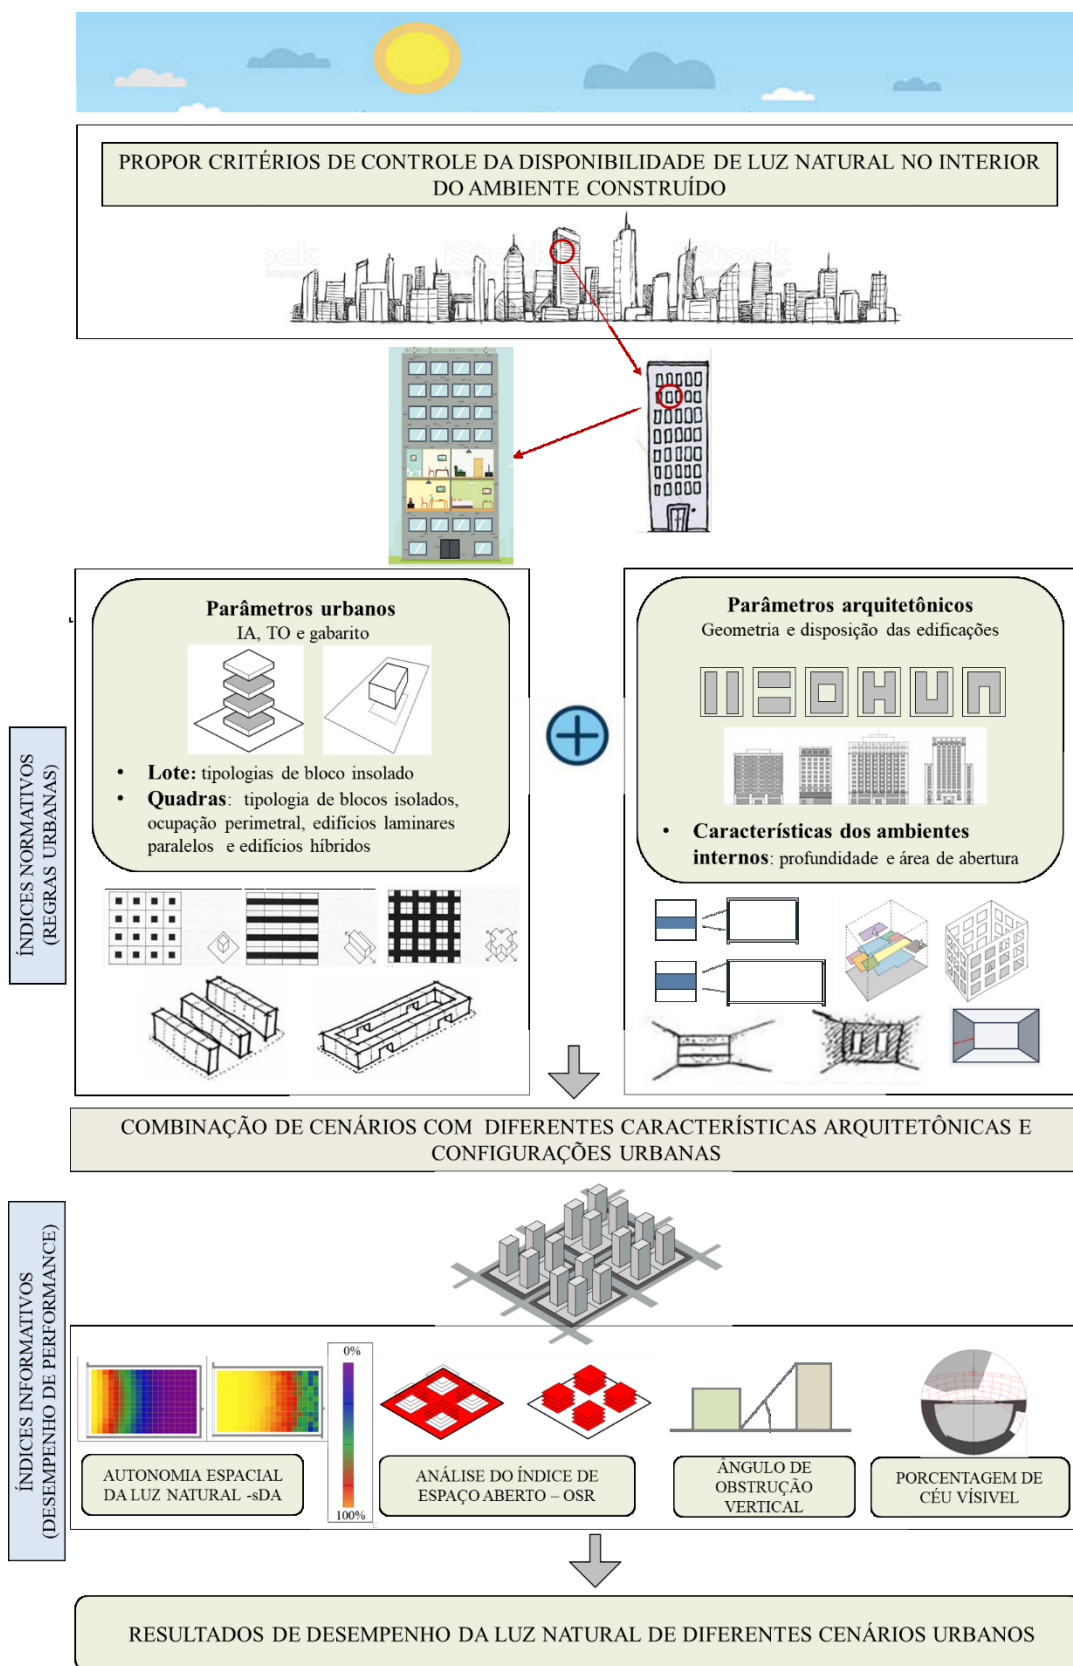 PROPOR CRITÉRIOS DE CONTROLE DA DISPONIBILIDADE DE LUZ NATURAL NO INTERIOR
DO AMBIENTE CONSTRUÍDO
ock
iStock
Stock
ÍNDICES NORMATIVOS
(REGRAS URBANAS)
Parâmetros urbanos
IA, TO e gabarito
• Lote: tipologias de bloco insolado
• Quadras: tipologia de blocos isolados,
ocupação perimetral, edifícios laminares
paralelos e edifícios híbridos
Parâmetros arquitetônicos
Geometria e disposição das edificações
• Características dos ambientes
internos: profundidade e área de abertura
COMBINAÇÃO DE CENÁRIOS COM DIFERENTES CARACTERÍSTICAS ARQUITETÔNICAS E
CONFIGURAÇÕES URBANAS
ÍNDICES INFORMATIVOS
(DESEMPENHO DE PERFORMANCE)
0%
100%
AUTONOMIA ESPACIAL
DA LUZ NATURAL -sDA
ANÁLISE DO ÍNDICE DE
ESPAÇO ABERTO – OSR
ÂNGULO DE
OBSTRUÇÃO
VERTICAL
PORCENTAGEM DE
CÉU VÍSIVEL
RESULTADOS DE DESEMPENHO DA LUZ NATURAL DE DIFERENTES CENÁRIOS URBANOS